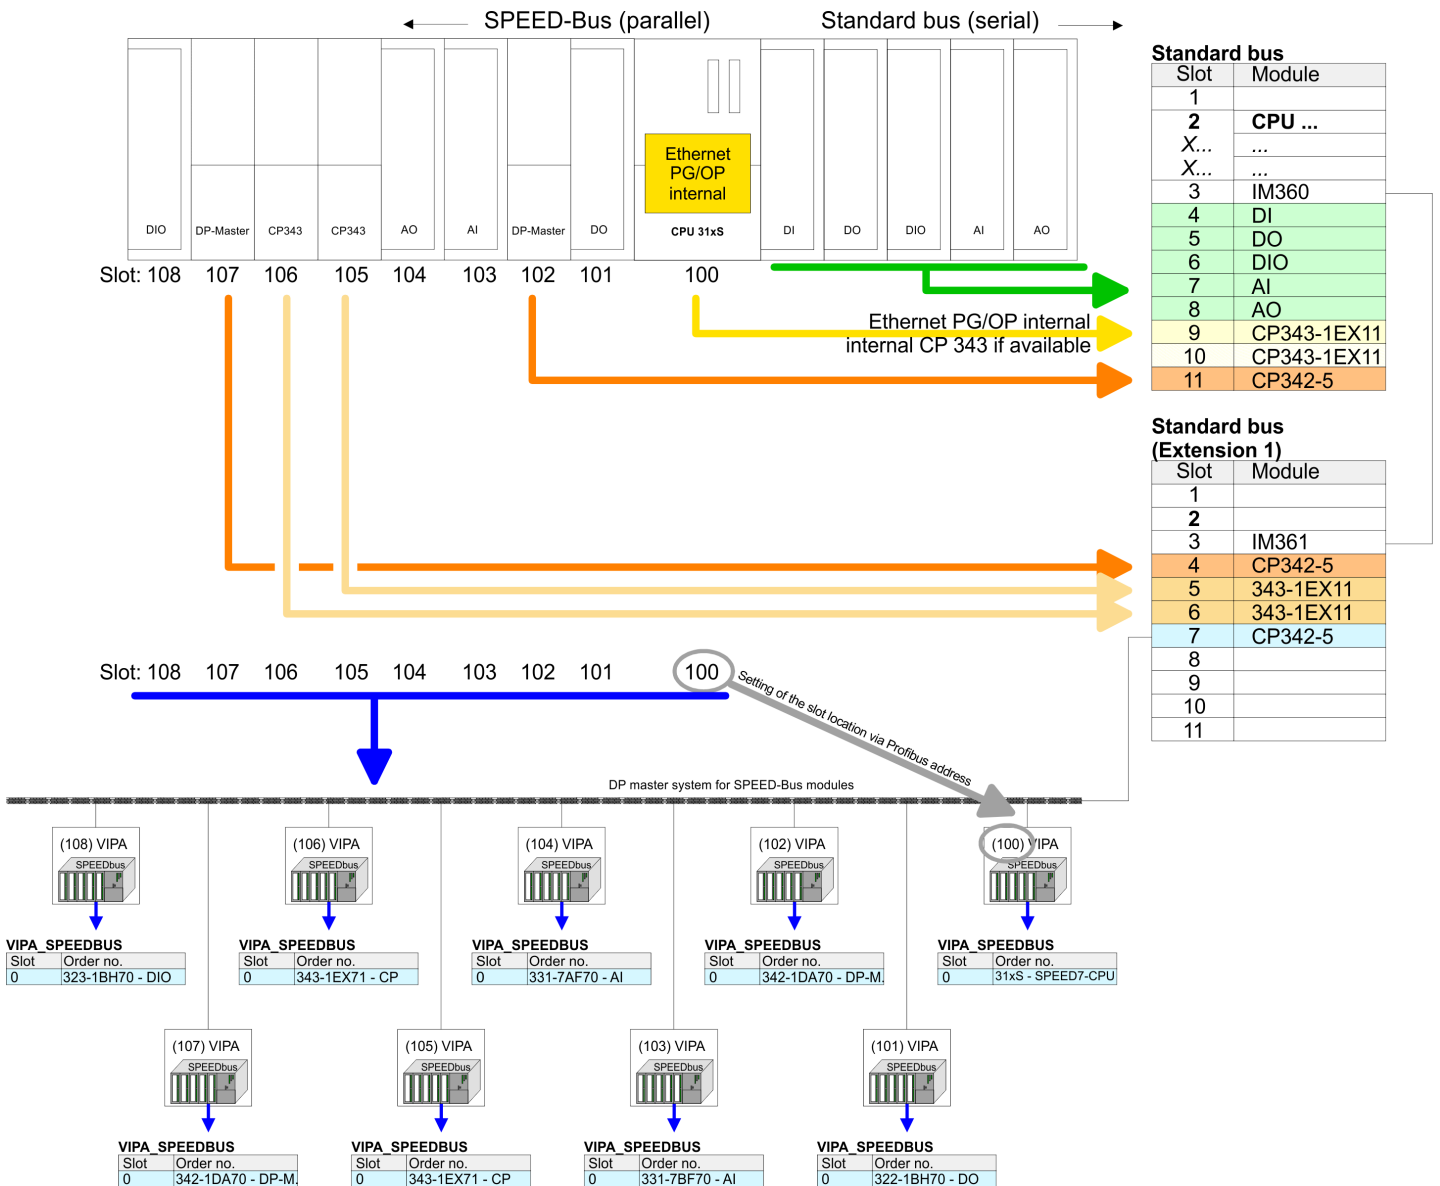 SPEED-Bus (parallel) Standard bus (serial)
Ethernet
PG/OP
internal
DIO DP-Master CP343 CP343 AO AI DP-Master DO CPU 31xS DI DO DIO AI AO
Slot: 108 107 106 105 104 103 102 101 100
Ethernet PG/OP internal
internal CP 343 if available
Standard bus
Slot Module
1
2 CPU ...
X... ...
X... ...
3 IM360
4 DI
5 DO
6 DIO
7 AI
8 AO
9 CP343-1EX11
10 CP343-1EX11
11 CP342-5
Standard bus
(Extension 1)
Slot Module
1
2
3 IM361
4 CP342-5
5 343-1EX11
6 343-1EX11
7 CP342-5
8
9
10
11
Slot: 108 107 106 105 104 103 102 101 100
Setting of the slot location via Profibus address
DP master system for SPEED-Bus modules
(108) VIPA
SPEEDbus
VIPA_SPEEDBUS
Slot Order no.
0 323-1BH70 - DIO
(106) VIPA
SPEEDbus
VIPA_SPEEDBUS
Slot Order no.
0 343-1EX71 - CP
(104) VIPA
SPEEDbus
VIPA_SPEEDBUS
Slot Order no.
0 331-7AF70 - AI
(102) VIPA
SPEEDbus
VIPA_SPEEDBUS
Slot Order no.
0 342-1DA70 - DP-M.
(100) VIPA
SPEEDbus
VIPA_SPEEDBUS
Slot Order no.
0 31xS - SPEED7-CPU
(107) VIPA
SPEEDbus
VIPA_SPEEDBUS
Slot Order no.
0 342-1DA70 - DP-M.
(105) VIPA
SPEEDbus
VIPA_SPEEDBUS
Slot Order no.
0 343-1EX71 - CP
(103) VIPA
SPEEDbus
VIPA_SPEEDBUS
Slot Order no.
0 331-7BF70 - AI
(101) VIPA
SPEEDbus
VIPA_SPEEDBUS
Slot Order no.
0 322-1BH70 - DO